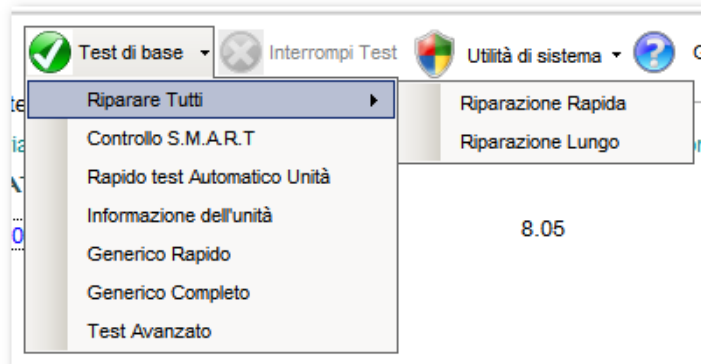 Test di base
Interrompi Test
Utilità di sistema
Riparare Tutti
Riparazione Rapida
Controllo S.M.A.R.T
Riparazione Lungo
Rapido test Automatico Unità
Informazione dell'unità
8.05
Generico Rapido
Generico Completo
Test Avanzato